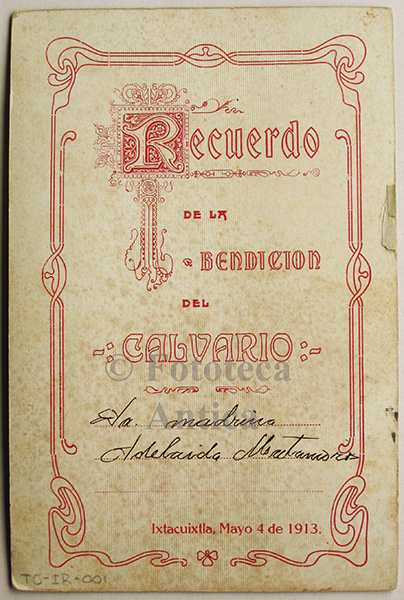 Recuerdo
DE LA
BENDICION
DEL
CALVARIO
© Fototeca
Antica
La madrina
Adelaida Matamoros
Ixtacuixtla, Mayo 4 de 1913.
TC-IR-001